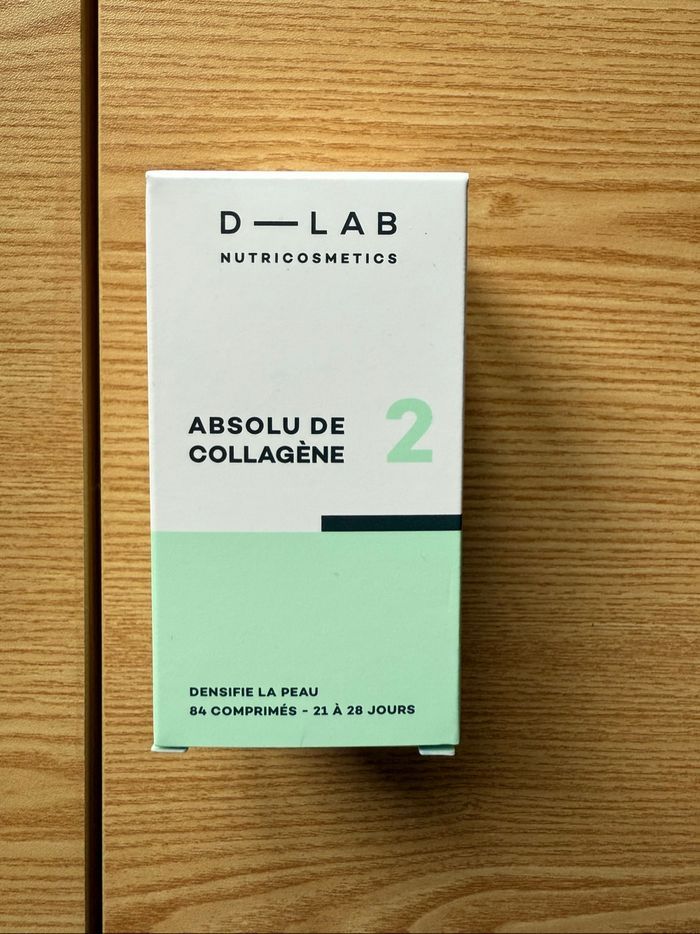 D—LAB
NUTRICOSMETICS
ABSOLU DE
COLLAGÈNE
2
DENSIFIE LA PEAU
84 COMPRIMÉS - 21 À 28 JOURS